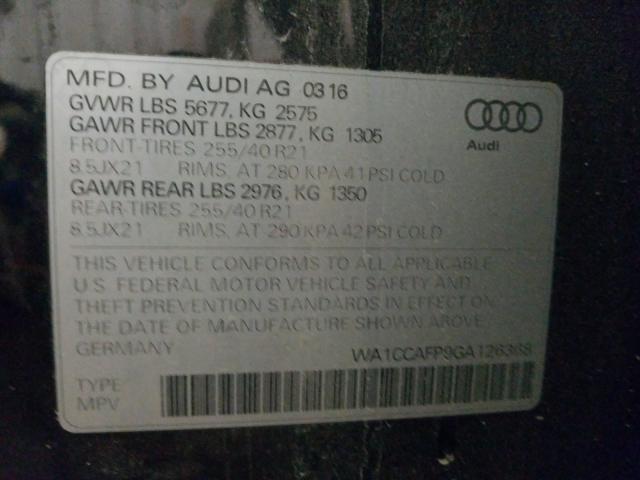 MFD. BY AUDI AG 0316
GVWR LBS 5677, KG 2575
GAWR FRONT LBS 2877, KG 1305
FRONT-TIRES 255/40 R21
8.5JX21 RIMS. AT 280 KPA 41 PSI COLD
GAWR REAR LBS 2976, KG 1350
REAR-TIRES 255/40 R21
8.5JX21 RIMS. AT 290 KPA 42 PSI COLD
Audi
THIS VEHICLE CONFORMS TO ALL APPLICABLE
U.S. FEDERAL MOTOR VEHICLE SAFETY AND
THEFT PREVENTION STANDARDS IN EFFECT ON
THE DATE OF MANUFACTURE SHOWN ABOVE.
GERMANY WA1CCAFP9GA126368
TYPE
MPV